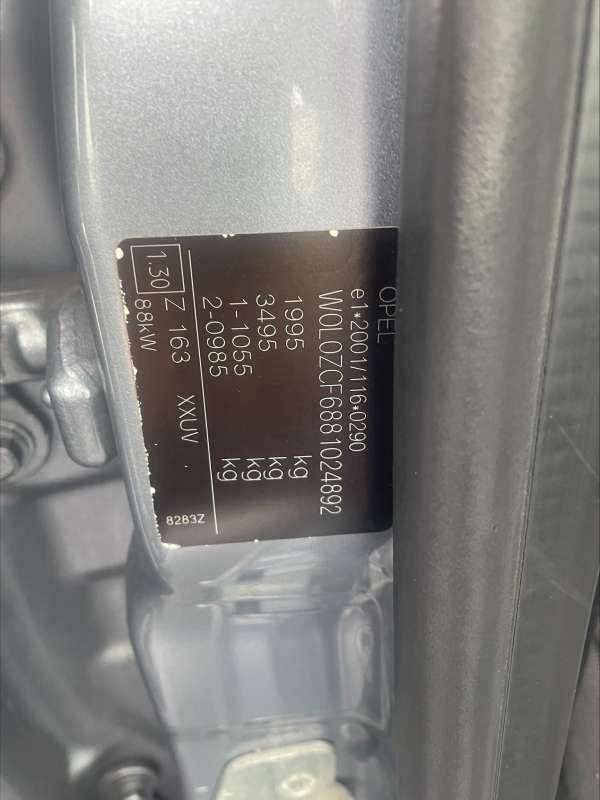 OPEL
e1*2001/116*0290
W0L0ZCF6881024892
1995 kg
3495 kg
1-1055 kg
2-0985 kg
1.30 Z 163 XXUV
88kW 8283Z